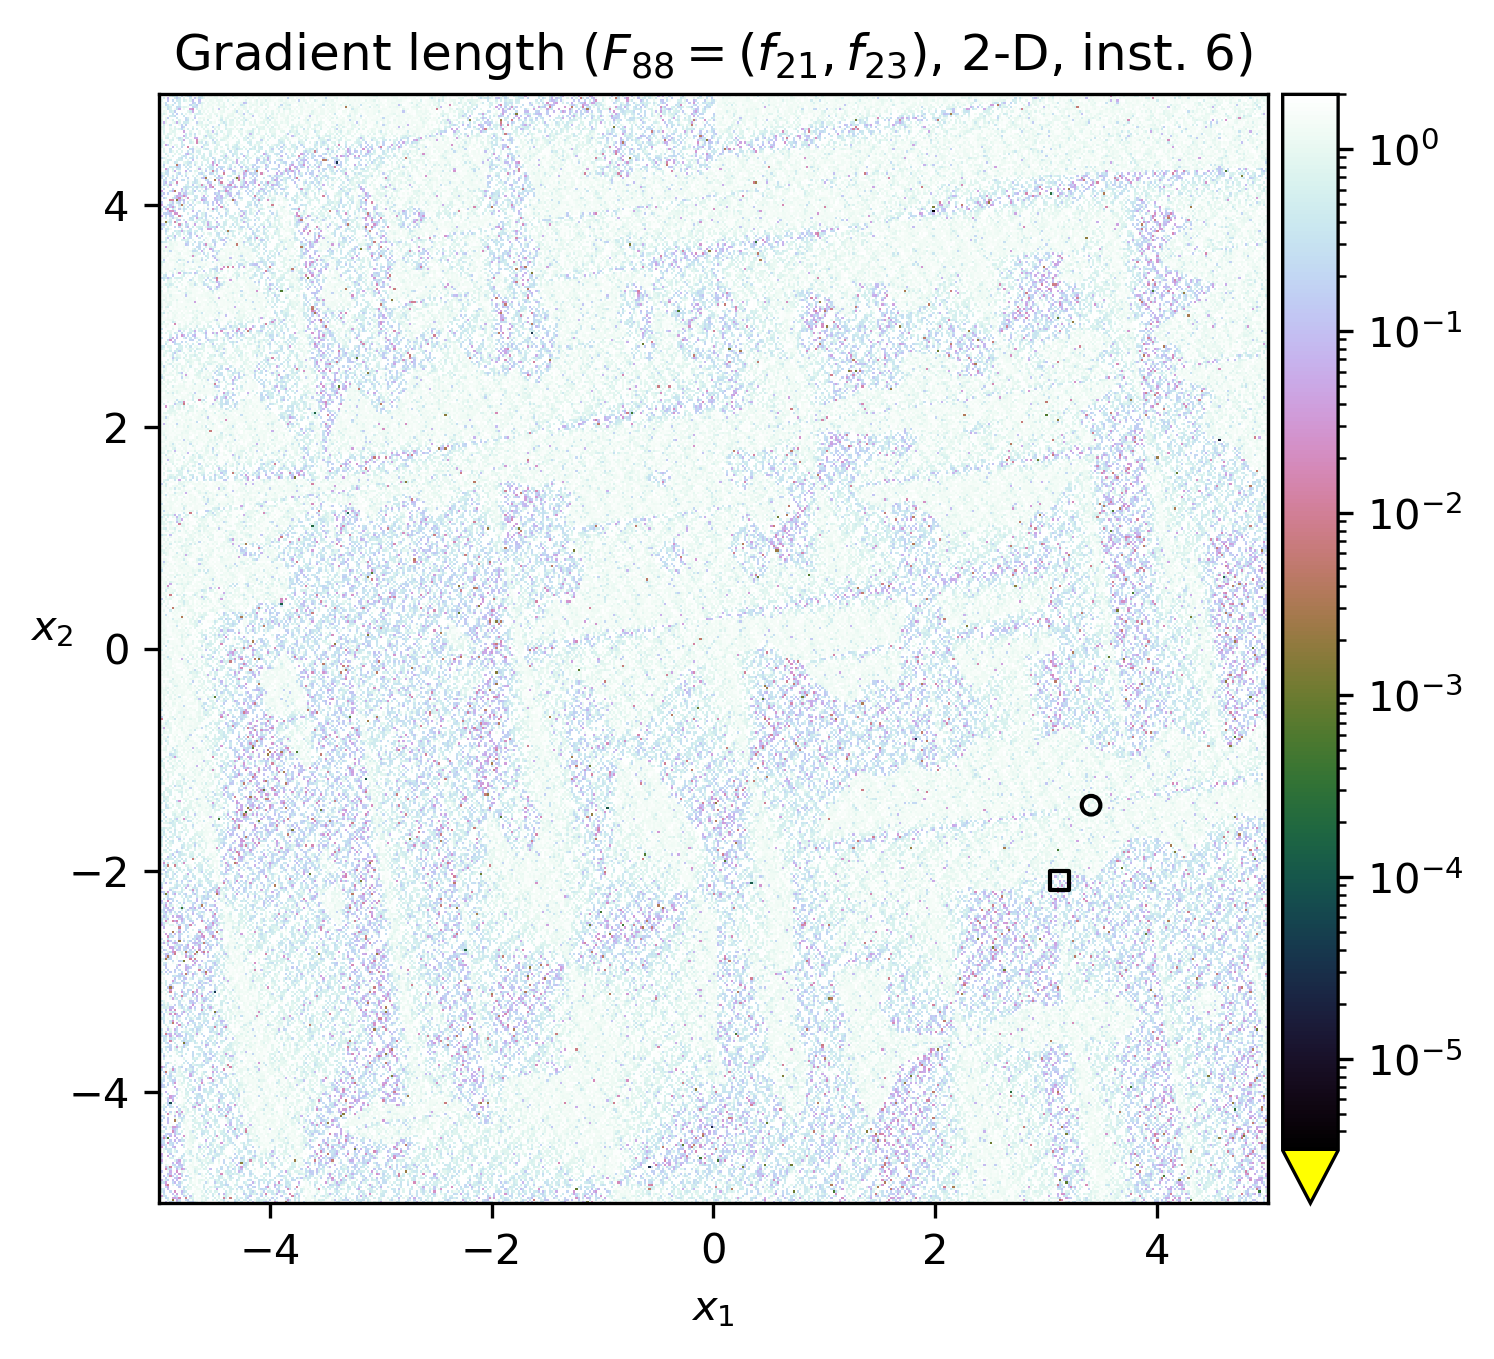 Gradient length (F₈₈ = (f₂₁, f₂₃), 2-D, inst. 6)
4
2
0
−2
−4
x₂
−4 −2 0 2 4
x₁
10⁰
10⁻¹
10⁻²
10⁻³
10⁻⁴
10⁻⁵